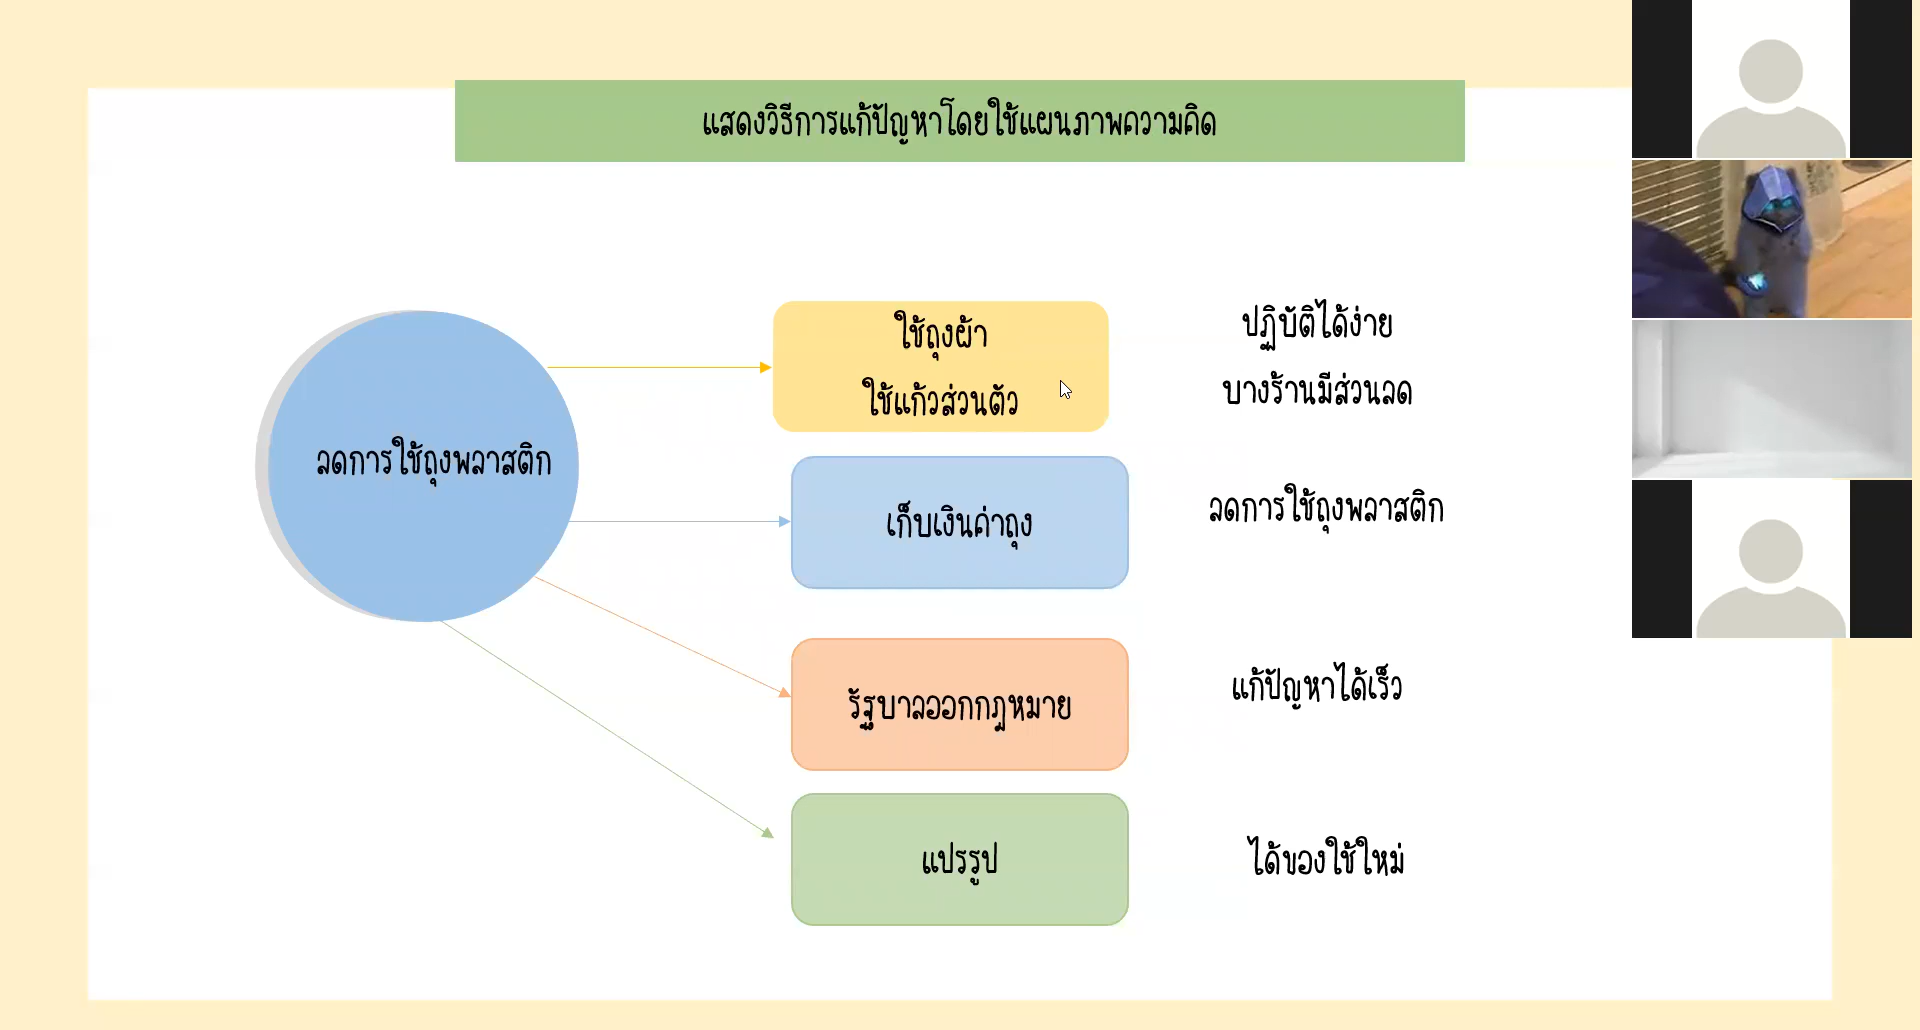 แสดงวิธีการแก้ปัญหาโดยใช้แผนภาพความคิด
ลดการใช้ถุงพลาสติก
ใช้ถุงผ้า
ใช้แก้วส่วนตัว
ปฏิบัติได้ง่าย
บางร้านมีส่วนลด
เก็บเงินค่าถุง
ลดการใช้ถุงพลาสติก
รัฐบาลออกกฎหมาย
แก้ปัญหาได้เร็ว
แปรรูป
ได้ของใช้ใหม่